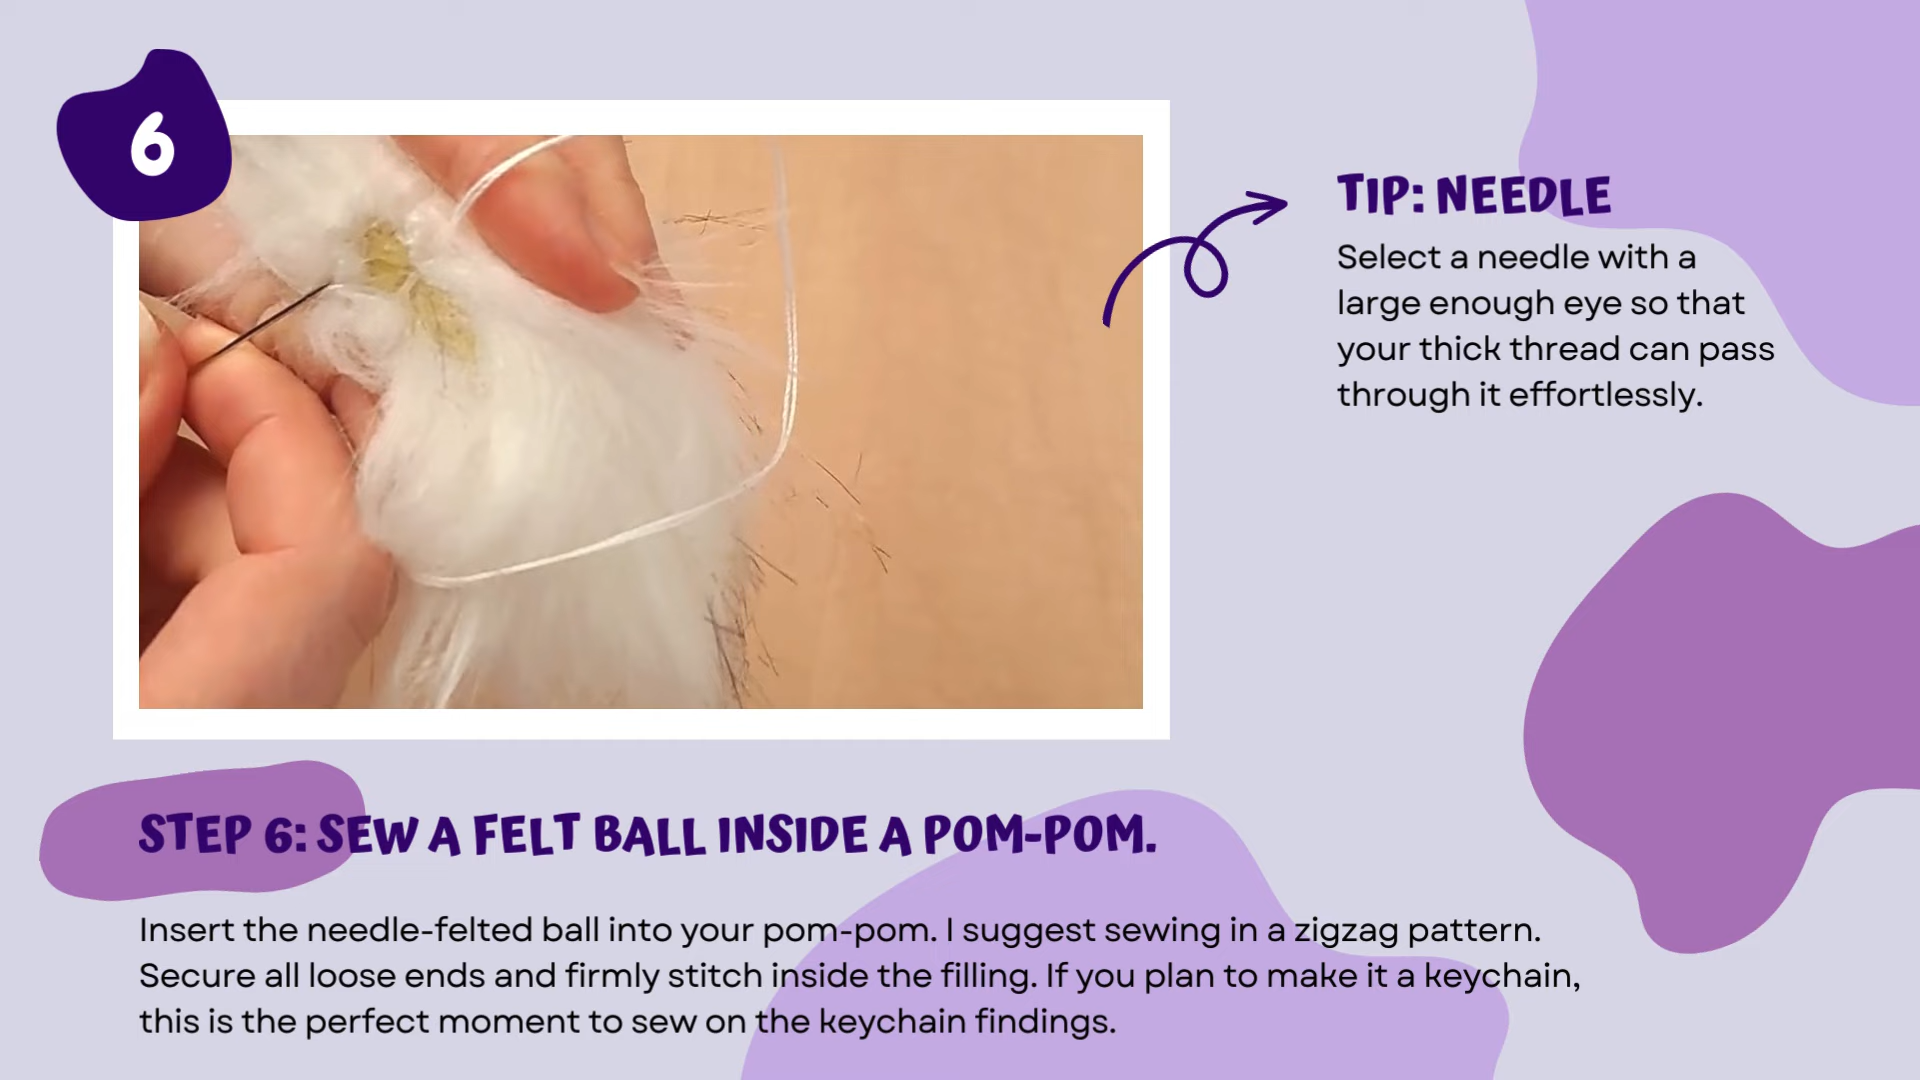 6
TIP: NEEDLE
Select a needle with a
large enough eye so that
your thick thread can pass
through it effortlessly.
STEP 6: SEW A FELT BALL INSIDE A POM-POM.
Insert the needle-felted ball into your pom-pom. I suggest sewing in a zigzag pattern.
Secure all loose ends and firmly stitch inside the filling. If you plan to make it a keychain,
this is the perfect moment to sew on the keychain findings.